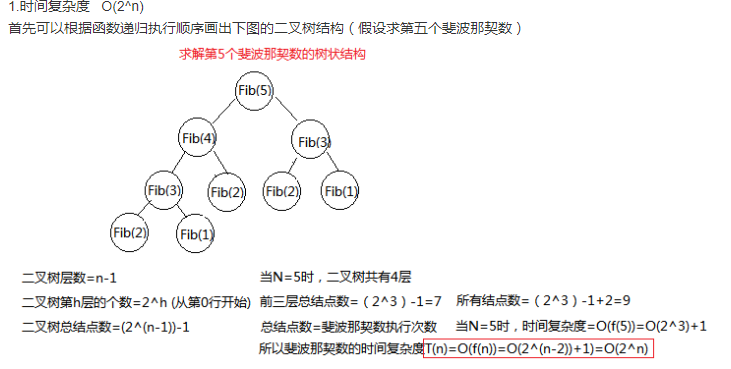 1.时间复杂度 O(2^n)
首先可以根据函数递归执行顺序画出下图的二叉树结构（假设求第五个斐波那契数）
求解第5个斐波那契数的树状结构
Fib(5)
Fib(4) Fib(3)
Fib(3) Fib(2) Fib(2) Fib(1)
Fib(2) Fib(1)
二叉树层数=n-1 当N=5时，二叉树共有4层
二叉树第h层的个数=2^h (从第0行开始) 前三层总结点数=（2^3）-1=7 所有结点数=（2^3）-1+2=9
二叉树总结点数=(2^(n-1))-1 总结点数=斐波那契数执行次数 当N=5时，时间复杂度=O(f(5))=O(2^3)+1
所以斐波那契数的时间复杂度T(n)=O(f(n))=O(2^(n-2))+1)=O(2^n)